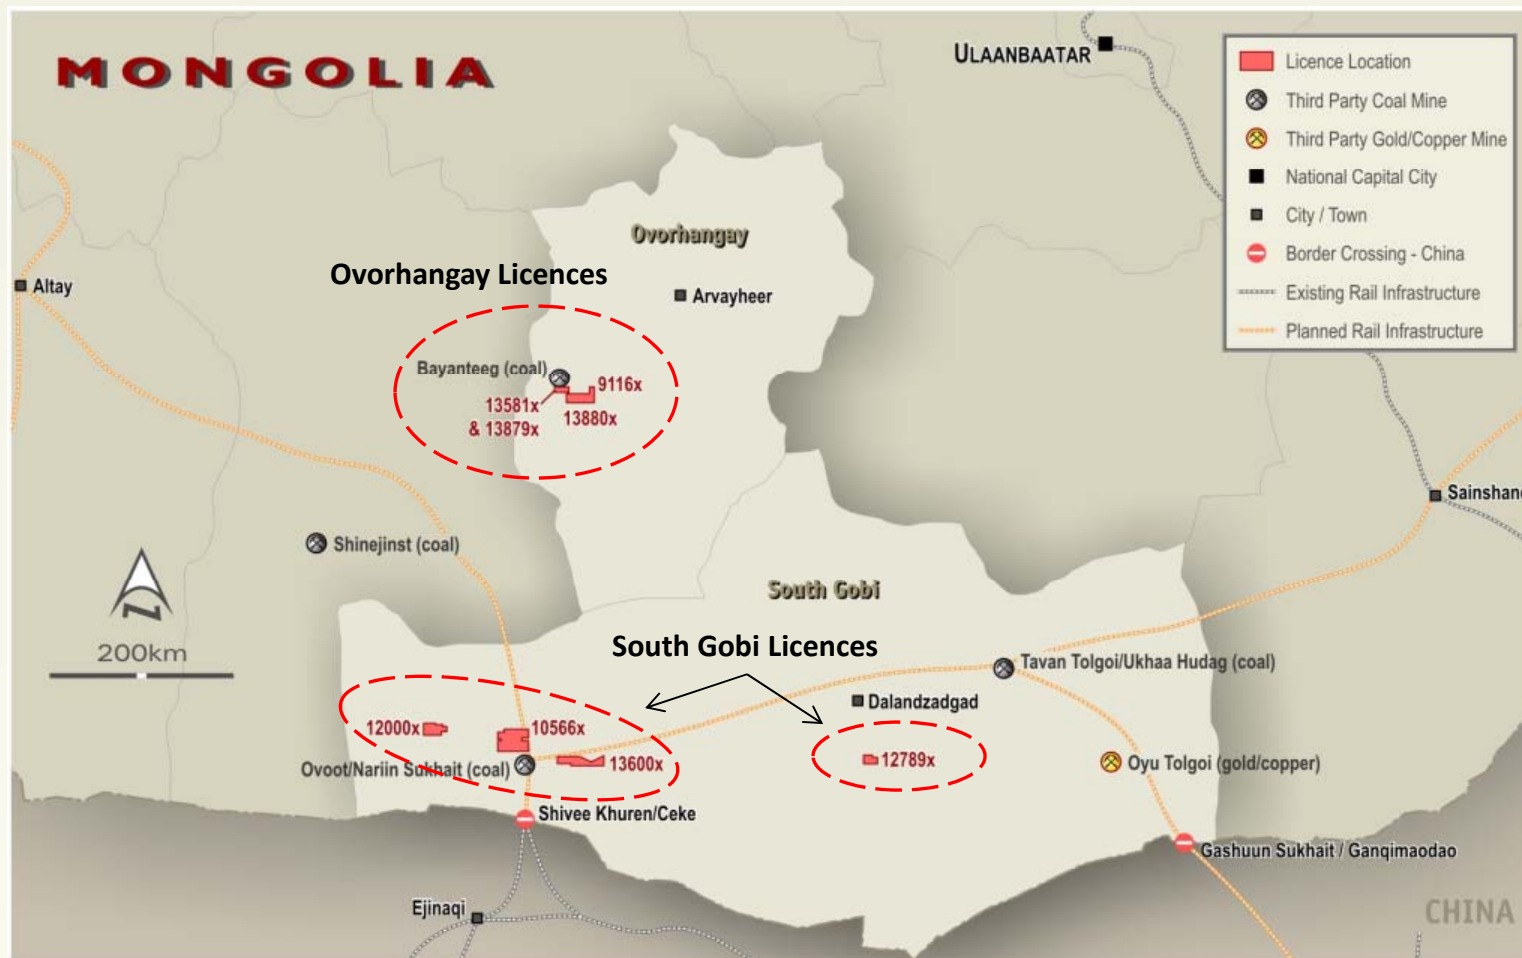 MONGOLIA
ULAANBAATAR
Licence Location
Third Party Coal Mine
Third Party Gold/Copper Mine
National Capital City
City / Town
Border Crossing - China
Existing Rail Infrastructure
Planned Rail Infrastructure
Ovorhangay
Ovorhangay Licences
Altay
Arvayheer
Bayanteeg (coal)
9116x
13581x
& 13879x
13880x
Sainshand
Shinejinst (coal)
South Gobi
200km
South Gobi Licences
Tavan Tolgoi/Ukhaa Hudag (coal)
Dalandzadgad
12000x
10566x
Ovoot/Nariin Sukhait (coal)
13600x
12789x
Oyu Tolgoi (gold/copper)
Shivee Khuren/Ceke
Gashuun Sukhait / Ganqimaodao
Ejinaqi
CHINA